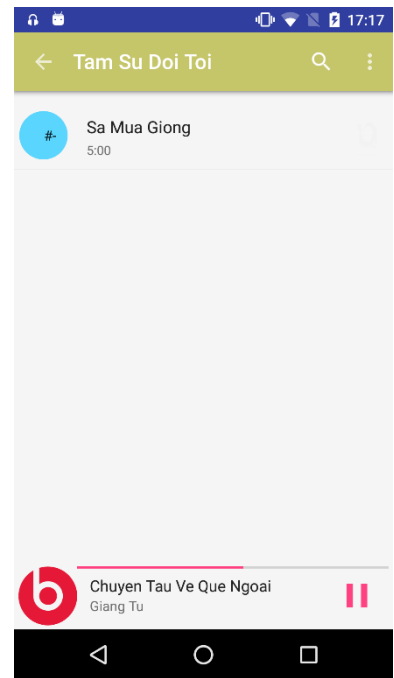 17:17
Tam Su Doi Toi
#-
Sa Mua Giong
5:00
Chuyen Tau Ve Que Ngoai
Giang Tu